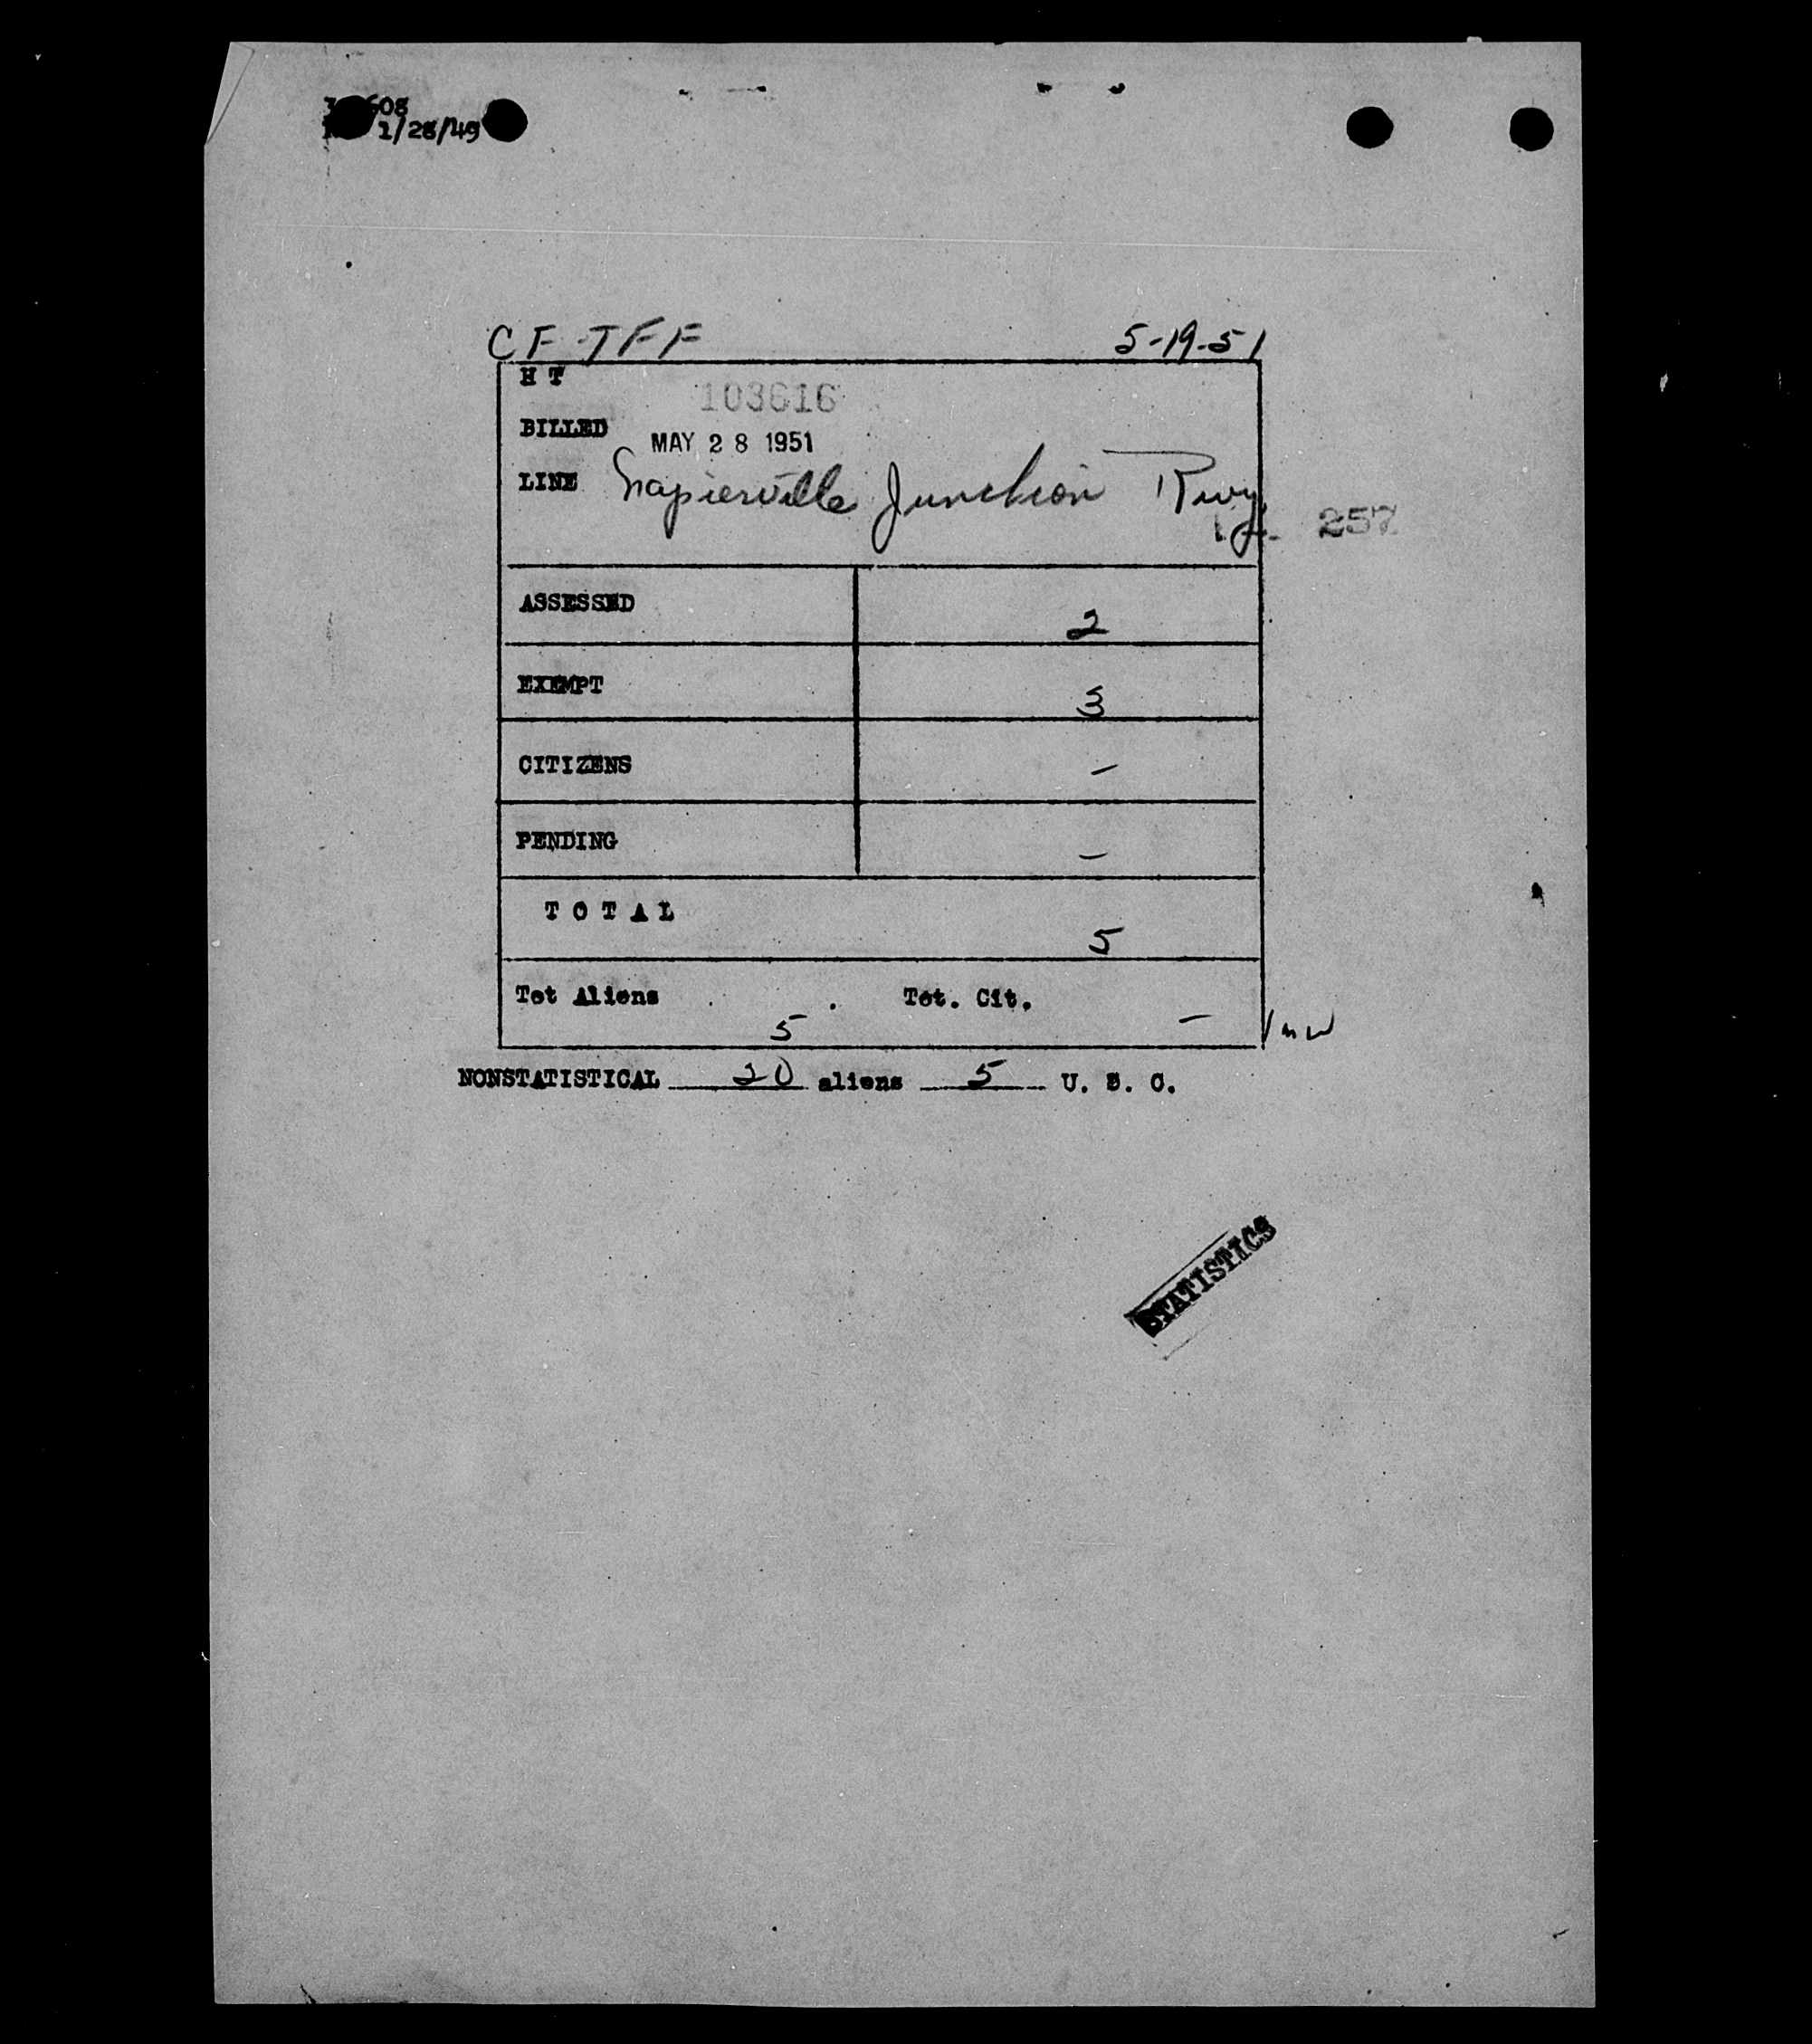 608
1/28/49
CF-TFF 5-19-51
H T
103616
BILLED
MAY 28 1951
LINE Napierville Junction Rwy
257
ASSESSED 2
EXEMPT 3
CITIZENS –
PENDING –
T O T A L
5
Tot Aliens 5 Tot. Cit. –
NONSTATISTICAL 20 aliens 5 U. S. C.
STATISTICS